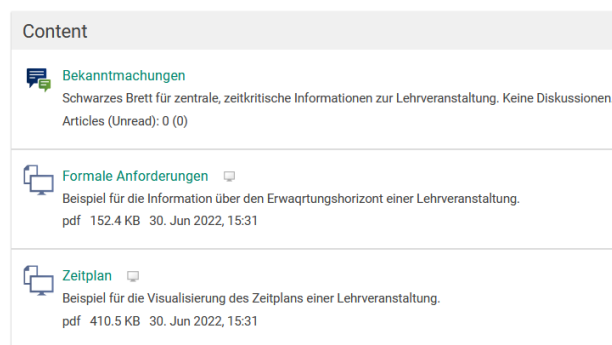 Content
Bekanntmachungen
Schwarzes Brett für zentrale, zeitkritische Informationen zur Lehrveranstaltung. Keine Diskussionen
Articles (Unread): 0 (0)
Formale Anforderungen
Beispiel für die Information über den Erwaqrtungshorizont einer Lehrveranstaltung.
pdf 152.4 KB 30. Jun 2022, 15:31
Zeitplan
Beispiel für die Visualisierung des Zeitplans einer Lehrveranstaltung.
pdf 410.5 KB 30. Jun 2022, 15:31